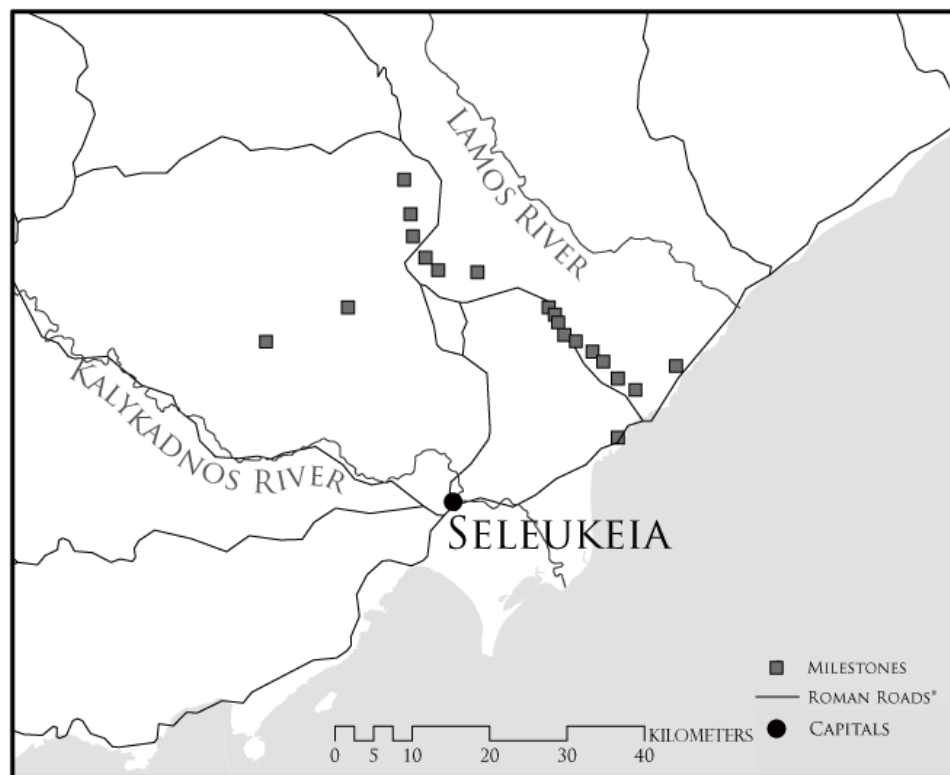 LAMOS RIVER
KALYKADNOS RIVER
SELEUKEIA
MILESTONES
ROMAN ROADS*
CAPITALS
KILOMETERS
0 5 10 20 30 40